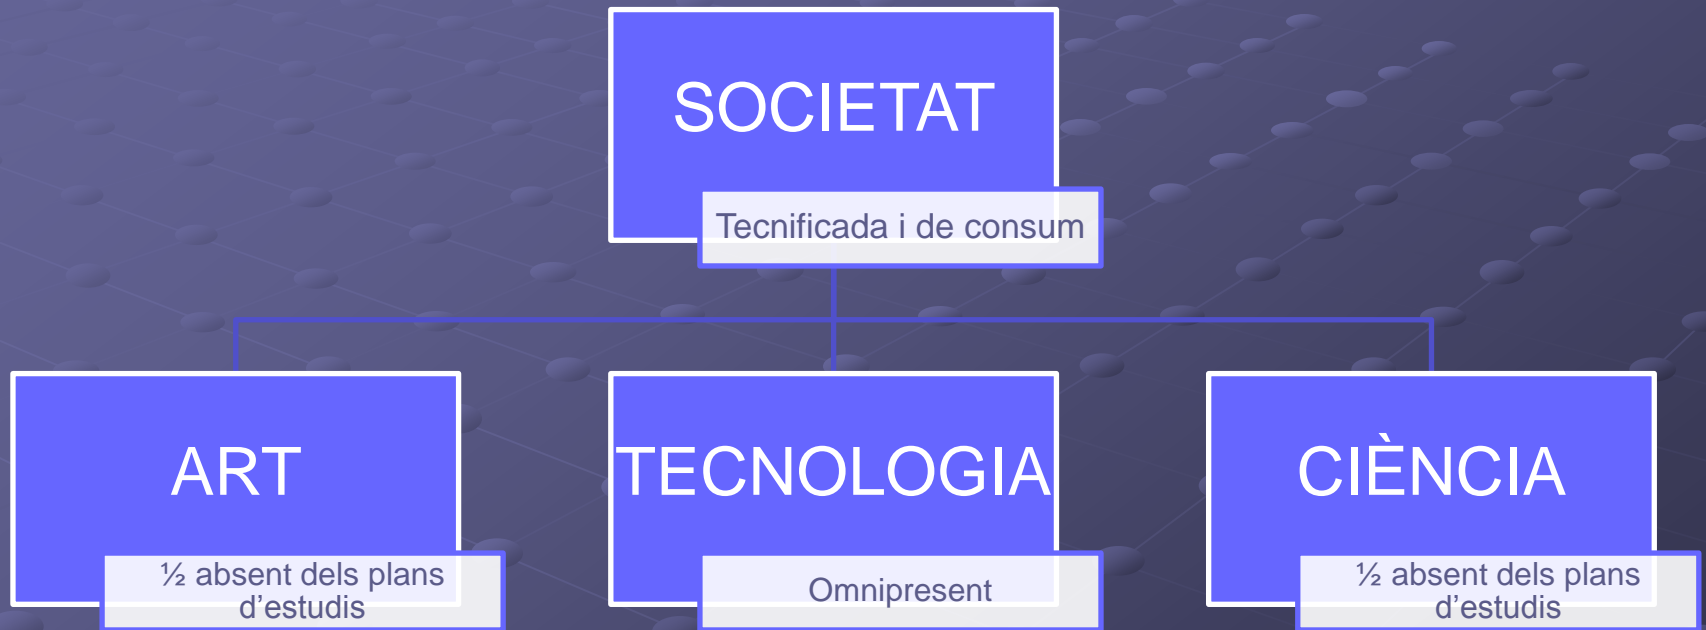 SOCIETAT
Tecnificada i de consum
ART
½ absent dels plans
d’estudis
TECNOLOGIA
Omnipresent
CIÈNCIA
½ absent dels plans
d’estudis